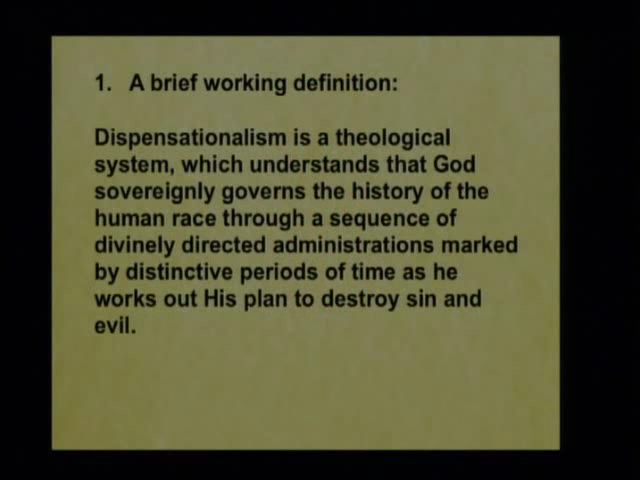 1. A brief working definition:
Dispensationalism is a theological
system, which understands that God
sovereignly governs the history of the
human race through a sequence of
divinely directed administrations marked
by distinctive periods of time as he
works out His plan to destroy sin and
evil.